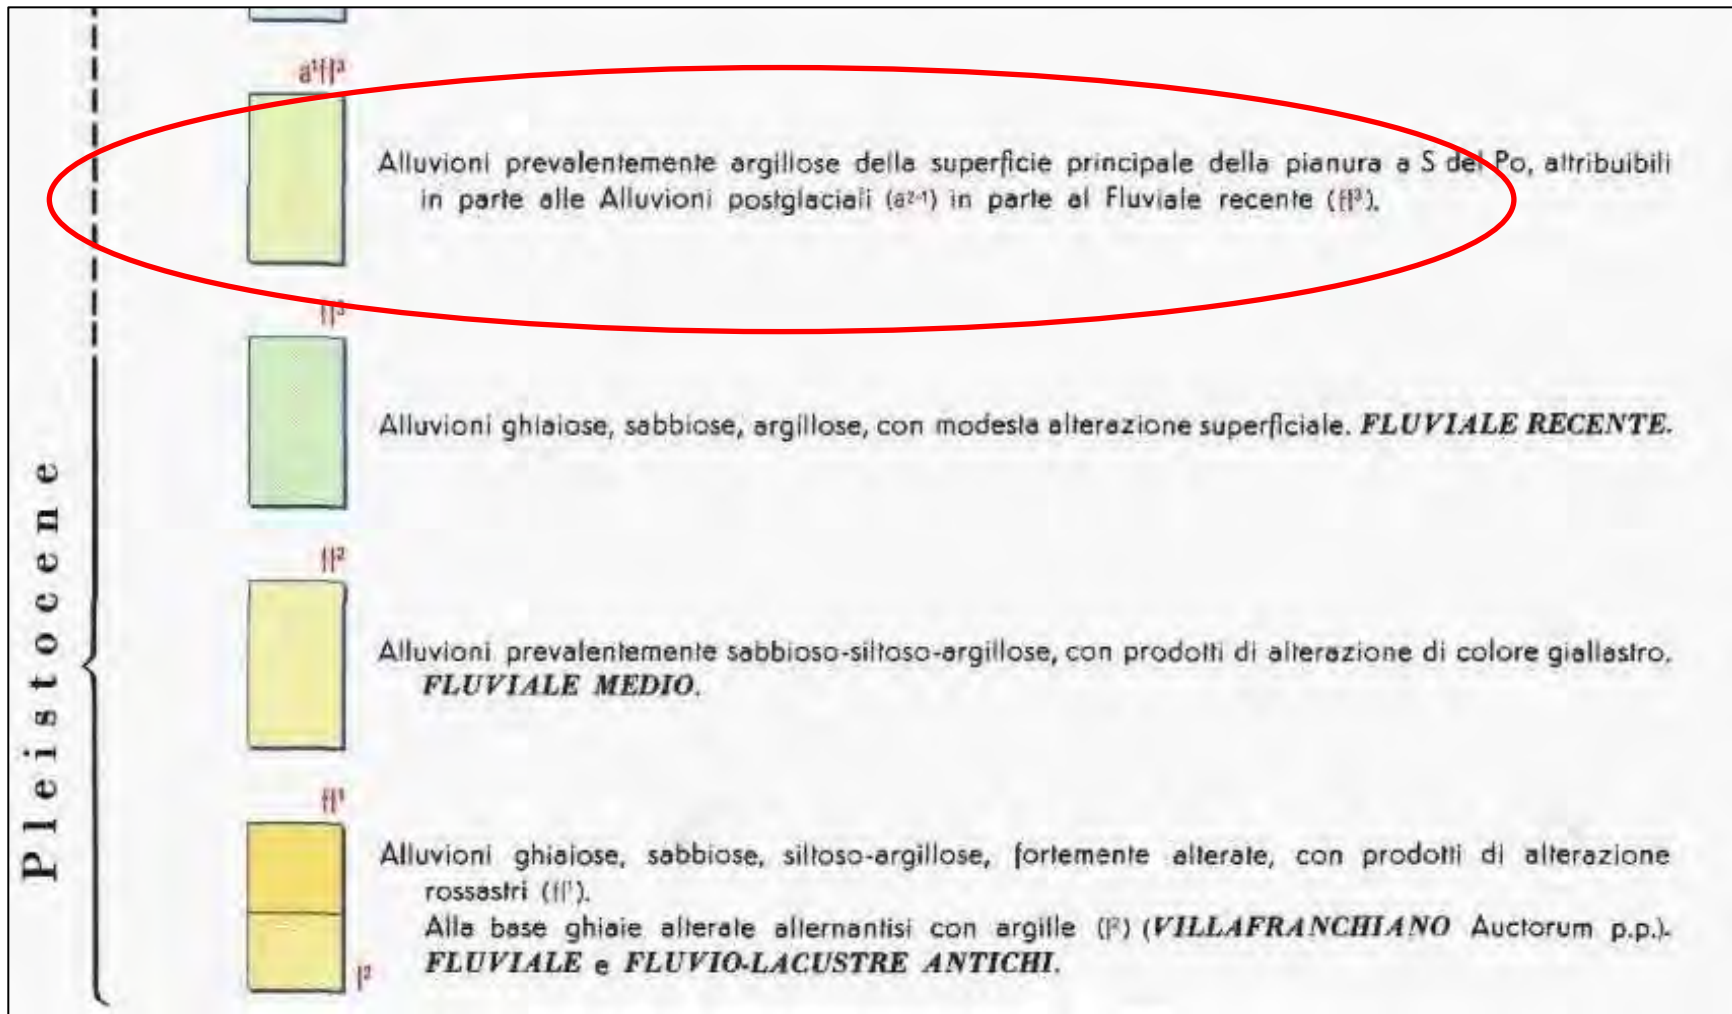 a¹fl³
Alluvioni prevalentemente argillose della superficie principale della pianura a S del Po, attribuibili
in parte alle Alluvioni postglaciali (a²⁻¹) in parte al Fluviale recente (fl³).
fl³
Alluvioni ghiaiose, sabbiose, argillose, con modesta alterazione superficiale. FLUVIALE RECENTE.
fl²
Alluvioni prevalentemente sabbioso-siltoso-argillose, con prodotti di alterazione di colore giallastro.
FLUVIALE MEDIO.
fl¹
Alluvioni ghiaiose, sabbiose, siltoso-argillose, fortemente alterate, con prodotti di alterazione
rossastri (fl¹).
Alla base ghiaie alterate alternantisi con argille (l²) (VILLAFRANCHIANO Auctorum p.p.).
FLUVIALE e FLUVIO-LACUSTRE ANTICHI.
l²
Pleistocene